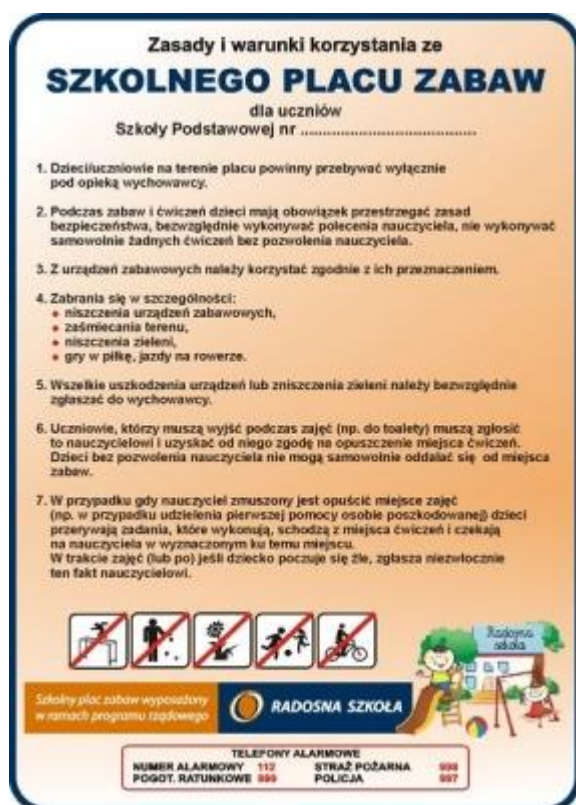 Zasady i warunki korzystania ze
SZKOLNEGO PLACU ZABAW
dla uczniów
Szkoły Podstawowej nr ............................................
1. Dzieci/uczniowie na terenie placu powinny przebywać wyłącznie
pod opieką wychowawcy.
2. Podczas zabaw i ćwiczeń dzieci mają obowiązek przestrzegać zasad
bezpieczeństwa, bezwzględnie wykonywać polecenia nauczyciela, nie wykonywać
samowolnie żadnych ćwiczeń bez pozwolenia nauczyciela.
3. Z urządzeń zabawowych należy korzystać zgodnie z ich przeznaczeniem.
4. Zabrania się w szczególności:
• niszczenia urządzeń zabawowych,
• zaśmiecania terenu,
• niszczenia zieleni,
• gry w piłkę, jazdy na rowerze.
5. Wszelkie uszkodzenia urządzeń lub zniszczenia zieleni należy bezwzględnie
zgłaszać do wychowawcy.
6. Uczniowie, którzy muszą wyjść podczas zajęć (np. do toalety) muszą zgłosić
to nauczycielowi i uzyskać od niego zgodę na opuszczenie miejsca ćwiczeń.
Dzieci bez pozwolenia nauczyciela nie mogą samowolnie oddalać się od miejsca
zabaw.
7. W przypadku gdy nauczyciel zmuszony jest opuścić miejsce zajęć
(np. w przypadku udzielenia pierwszej pomocy osobie poszkodowanej) dzieci
przerywają zadania, które wykonują, schodzą z miejsca ćwiczeń i czekają
na nauczyciela w wyznaczonym ku temu miejscu.
W trakcie zajęć (lub po) jeśli dziecko poczuje się źle, zgłasza niezwłocznie
ten fakt nauczycielowi.
Radosna
szkoła
Szkolny plac zabaw wyposażony
w ramach programu rządowego
RADOSNA SZKOŁA
TELEFONY ALARMOWE
NUMER ALARMOWY 112 STRAŻ POŻARNA 998
POGOT. RATUNKOWE 999 POLICJA 997